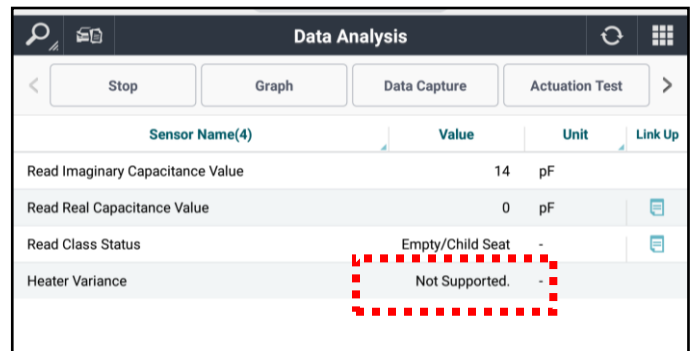 Data Analysis
< Stop Graph Data Capture Actuation Test >
Sensor Name(4) Value Unit Link Up
Read Imaginary Capacitance Value 14 pF
Read Real Capacitance Value 0 pF
Read Class Status Empty/Child Seat -
Heater Variance Not Supported. -